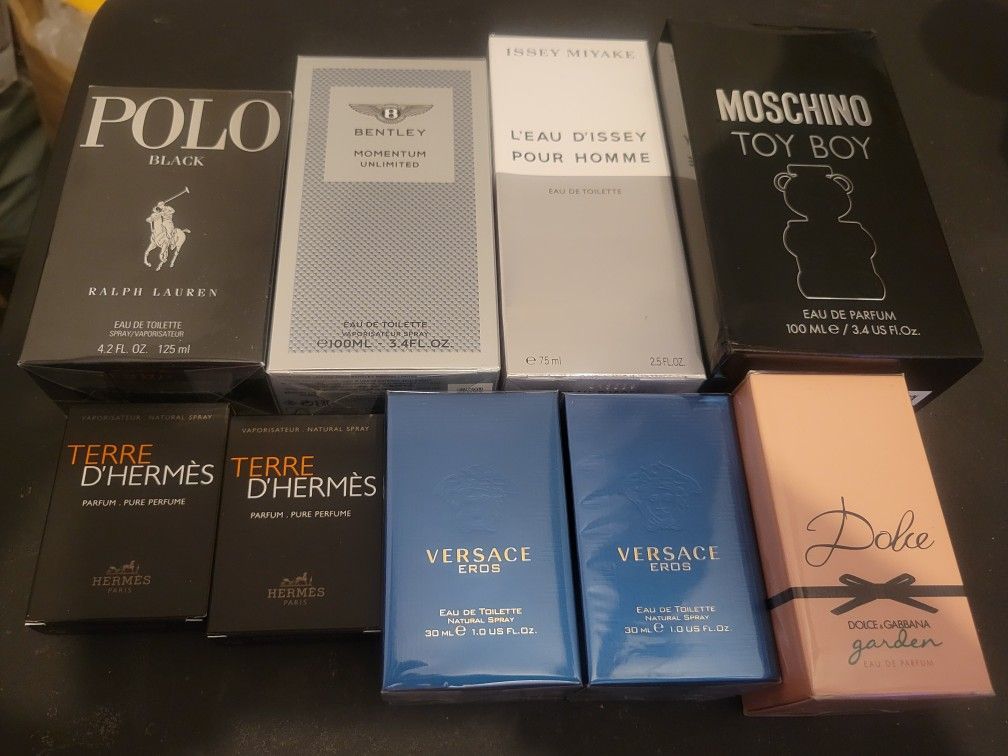 POLO
BLACK
RALPH LAUREN
EAU DE TOILETTE
SPRAY/VAPORISATEUR
4.2 FL. OZ. 125 ml
B
BENTLEY
MOMENTUM
UNLIMITED
EAU DE TOILETTE
VAPORISATEUR SPRAY
℮100ML - 3.4FL.OZ.
ISSEY MIYAKE
L'EAU D'ISSEY
POUR HOMME
EAU DE TOILETTE
℮ 75 ml 2.5 FL.OZ.
MOSCHINO
TOY BOY
EAU DE PARFUM
100 ML ℮ / 3.4 US Fl.Oz.
VAPORISATEUR . NATURAL SPRAY
TERRE
D'HERMÈS
PARFUM . PURE PERFUME
HERMÈS
PARIS
VAPORISATEUR . NATURAL SPRAY
TERRE
D'HERMÈS
PARFUM . PURE PERFUME
HERMÈS
PARIS
VERSACE
EROS
EAU DE TOILETTE
NATURAL SPRAY
30 ML ℮ 1.0 US FL.OZ.
VERSACE
EROS
EAU DE TOILETTE
NATURAL SPRAY
30 ML ℮ 1.0 US FL.OZ.
Dolce
DOLCE & GABBANA
garden
EAU DE PARFUM